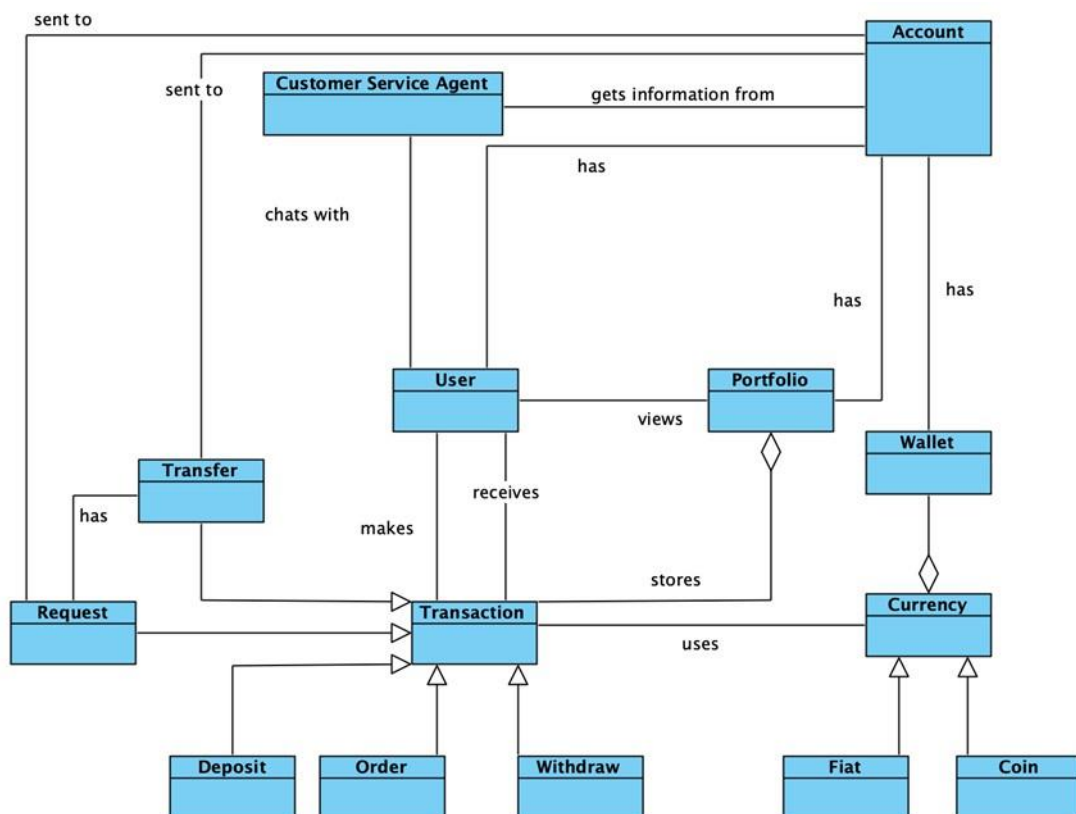 sent to
Account
Customer Service Agent
sent to
gets information from
has
chats with
has
has
User
Portfolio
views
Wallet
Transfer
receives
has
makes
stores
Request
Transaction
Currency
uses
Deposit
Order
Withdraw
Fiat
Coin